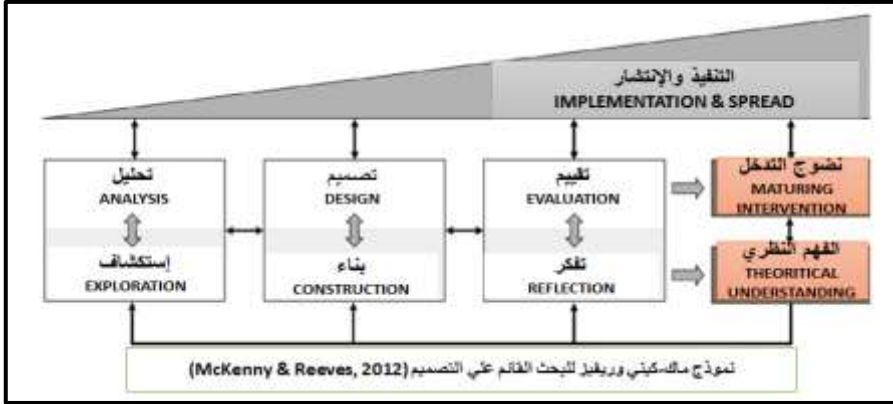 التنفيذ والإنتشار
IMPLEMENTATION & SPREAD
تحليل
ANALYSIS
إستكشاف
EXPLORATION
تصميم
DESIGN
بناء
CONSTRUCTION
تقييم
EVALUATION
تفكر
REFLECTION
نضوج التدخل
MATURING
INTERVENTION
الفهم النظري
THEORITICAL
UNDERSTANDING
نموذج ماك-كيني وريفيز للبحث القائم علي التصميم (McKenny & Reeves, 2012)